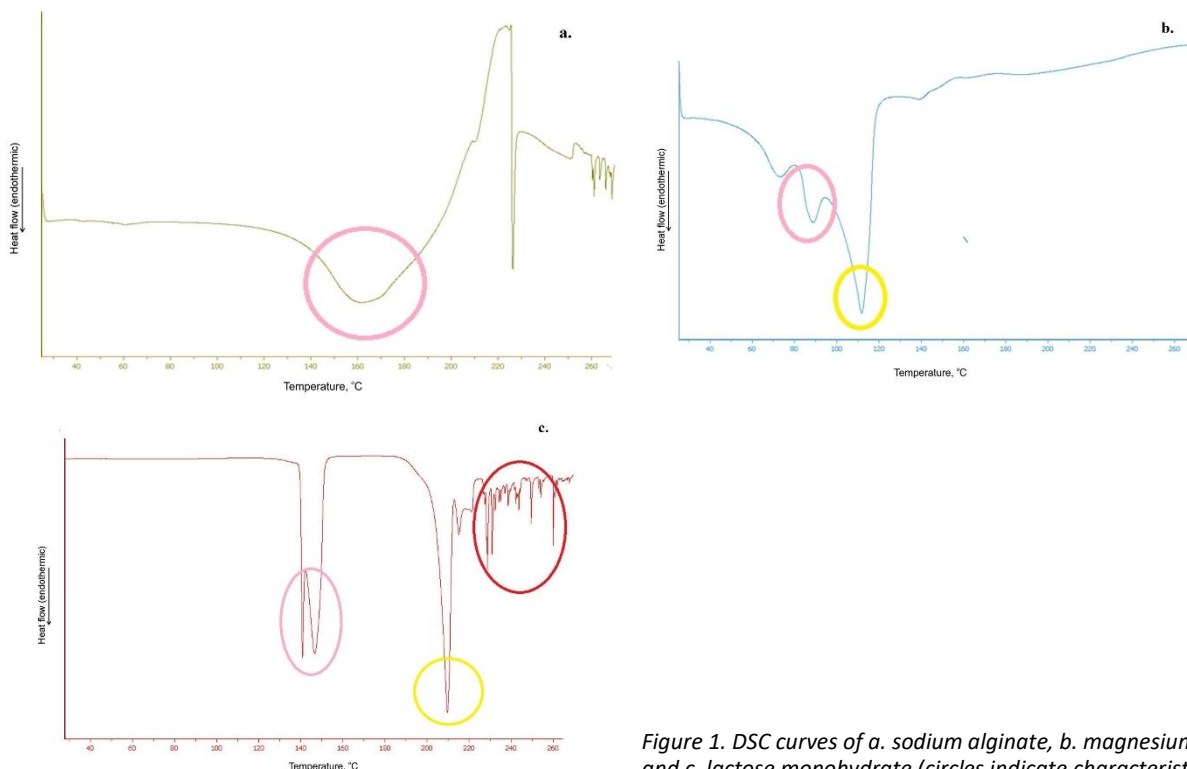 a.
Heat flow (endothermic)
40 60 80 100 120 140 160 180 200 220 240 260
Temperature, °C
b.
Heat flow (endothermic)
40 60 80 100 120 140 160 180 200 220 240 260
Temperature, °C
c.
Heat flow (endothermic)
40 60 80 100 120 140 160 180 200 220 240 260
Temperature, °C
Figure 1. DSC curves of a. sodium alginate, b. magnesium
and c. lactose monohydrate (circles indicate characterist